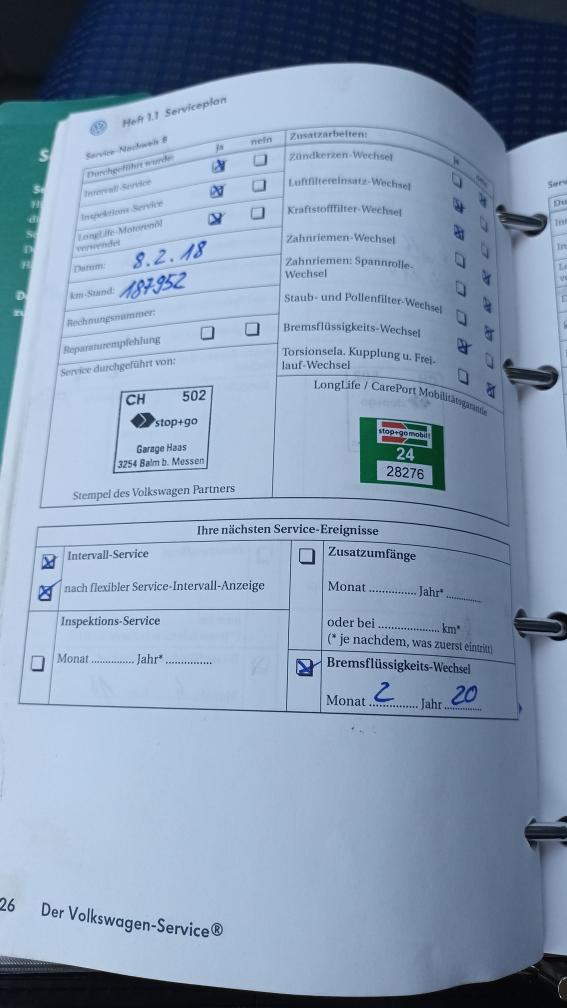 Heft 1.1 Serviceplan
Service-Nachweis 8
ja nein
Durchgeführt wurde:
Intervall-Service
Inspektions-Service
LongLife-Motorenöl
verwendet
Datum: 8.2.18
km-Stand: 187952
Rechnungsnummer:
Reparaturempfehlung
Service durchgeführt von:
CH 502
stop+go
Garage Haas
3254 Balm b. Messen
Stempel des Volkswagen Partners
Zusatzarbeiten:
ja nein
Zündkerzen-Wechsel
Luftfiltereinsatz-Wechsel
Kraftstofffilter-Wechsel
Zahnriemen-Wechsel
Zahnriemen: Spannrolle-
Wechsel
Staub- und Pollenfilter-Wechsel
Bremsflüssigkeits-Wechsel
Torsionsela. Kupplung u. Frei-
lauf-Wechsel
LongLife / CarePort Mobilitätsgarantie
stop+go mobil!
24
28276
Ihre nächsten Service-Ereignisse
Intervall-Service
nach flexibler Service-Intervall-Anzeige
Inspektions-Service
Monat .............. Jahr* ...............
Zusatzumfänge
Monat ............... Jahr* ...........
oder bei .................... km*
(* je nachdem, was zuerst eintritt)
Bremsflüssigkeits-Wechsel
Monat 2 Jahr 20
26 Der Volkswagen-Service®